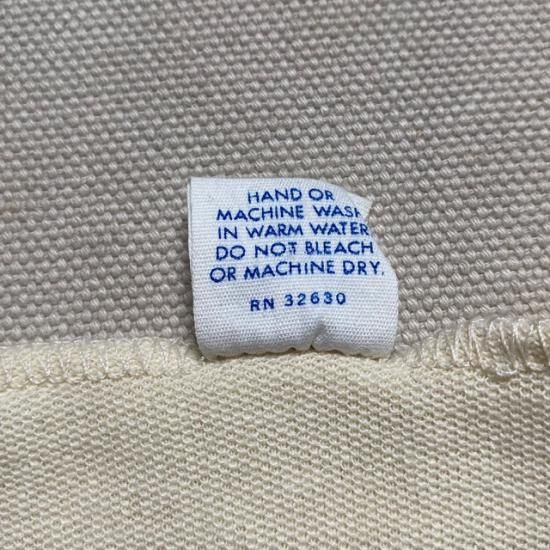 HAND OR
MACHINE WASH
IN WARM WATER
DO NOT BLEACH
OR MACHINE DRY.
RN 32630